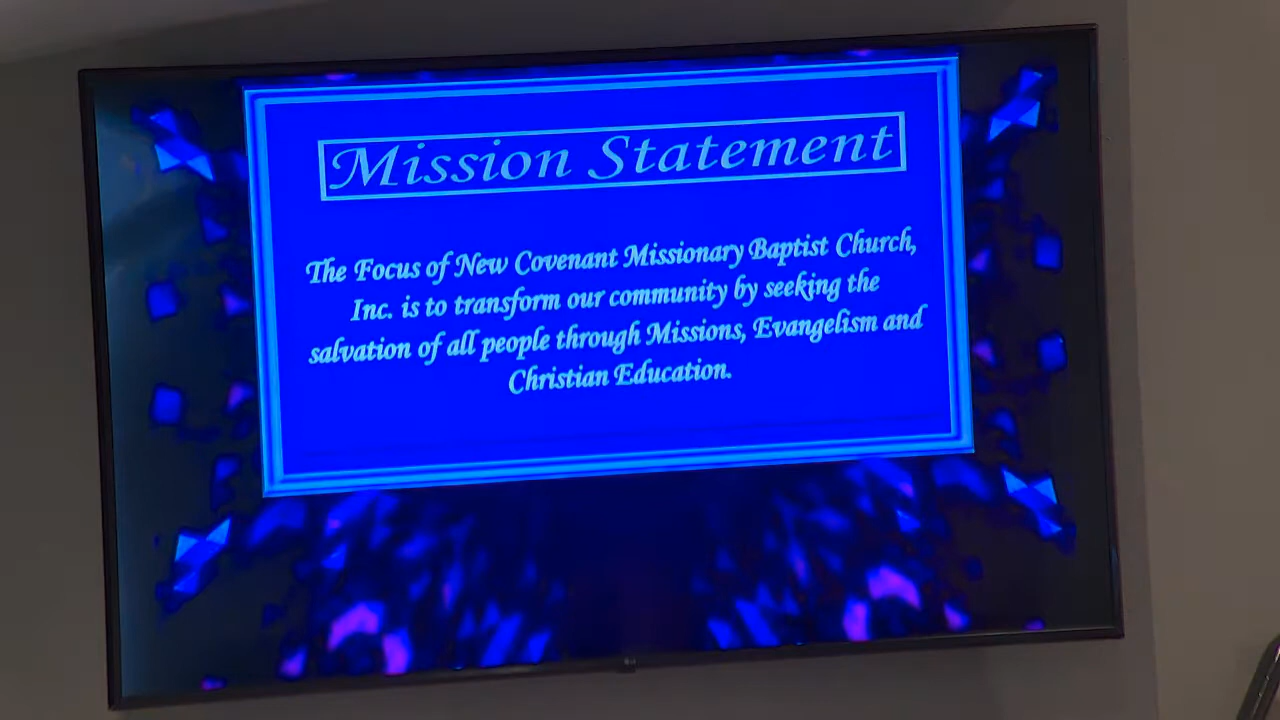 Mission Statement
The Focus of New Covenant Missionary Baptist Church,
Inc. is to transform our community by seeking the
salvation of all people through Missions, Evangelism and
Christian Education.